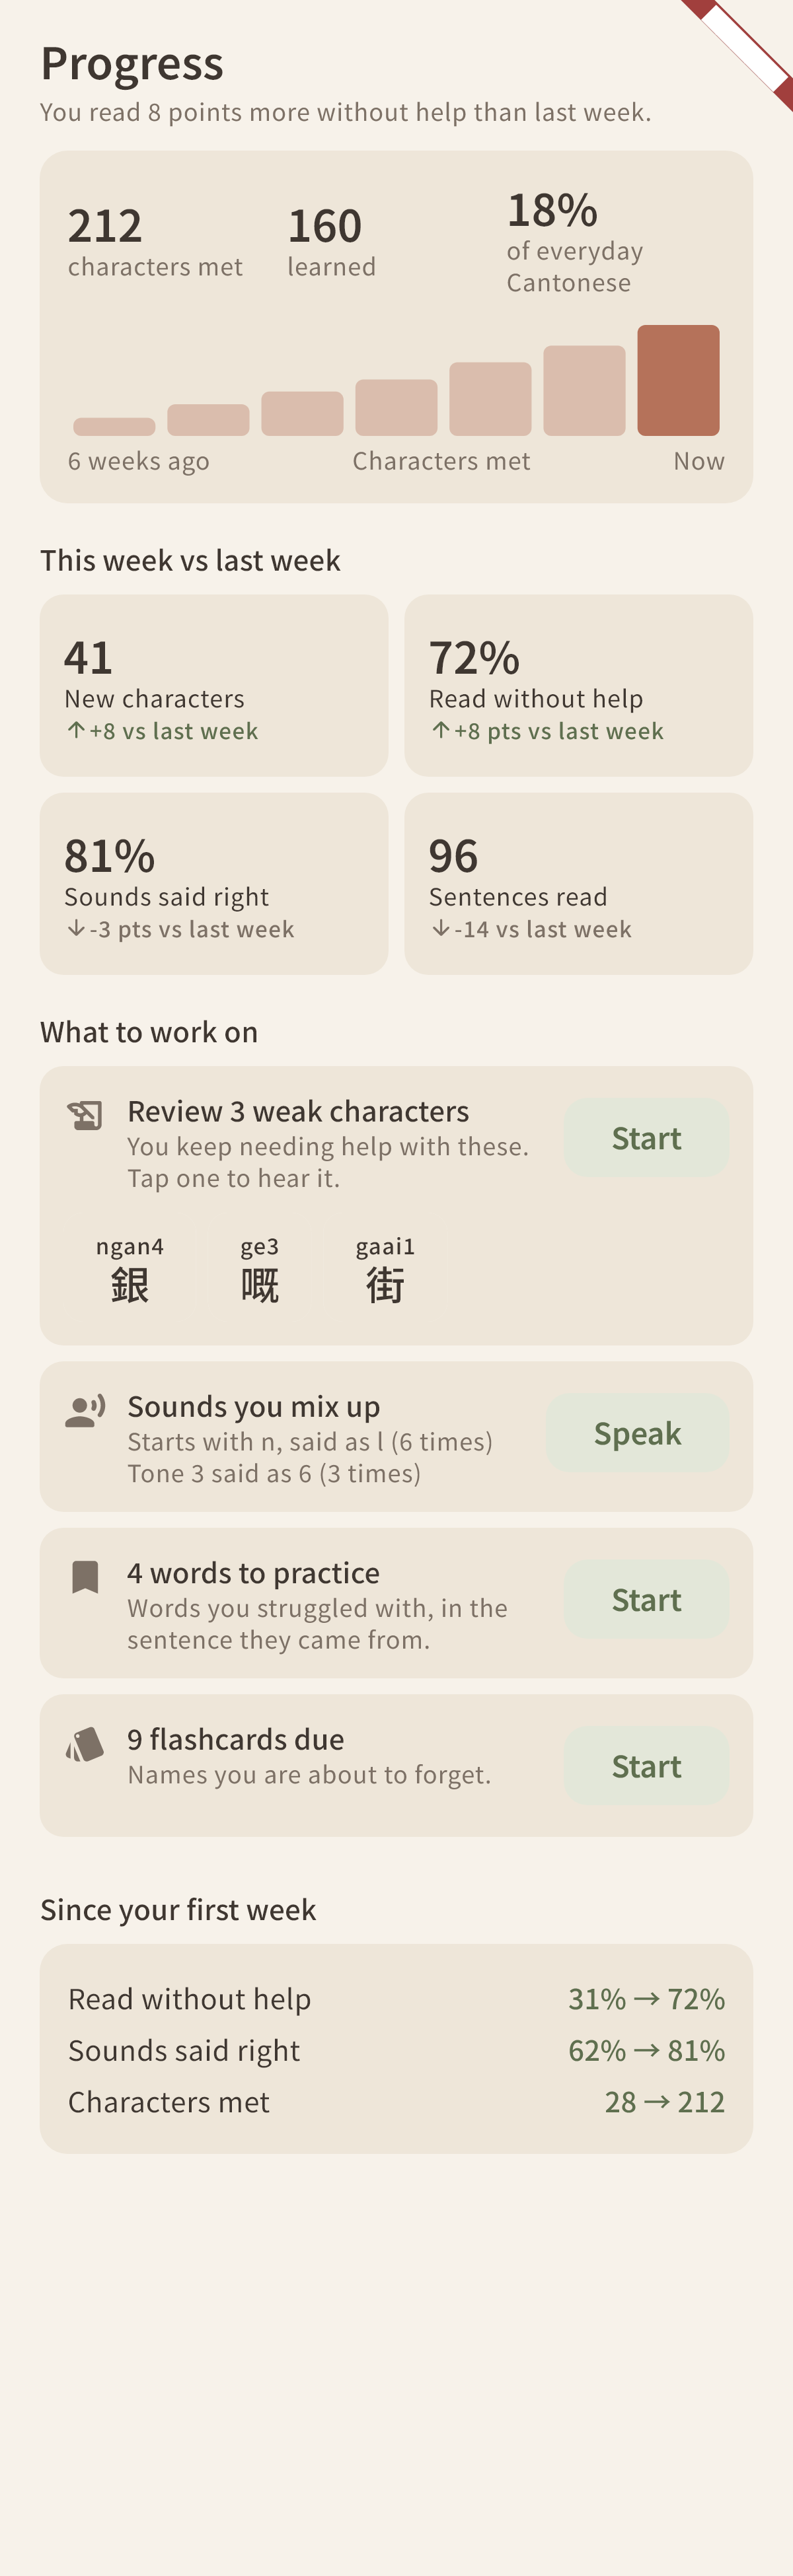 Progress
You read 8 points more without help than last week.
212
characters met
160
learned
18%
of everyday
Cantonese
6 weeks ago
Characters met
Now
This week vs last week
41
New characters
↑+8 vs last week
72%
Read without help
↑+8 pts vs last week
81%
Sounds said right
↓-3 pts vs last week
96
Sentences read
↓-14 vs last week
What to work on
Review 3 weak characters
You keep needing help with these.
Tap one to hear it.
Start
ngan4
銀
ge3
嘅
gaai1
街
Sounds you mix up
Starts with n, said as l (6 times)
Tone 3 said as 6 (3 times)
Speak
4 words to practice
Words you struggled with, in the
sentence they came from.
Start
9 flashcards due
Names you are about to forget.
Start
Since your first week
Read without help
31% → 72%
Sounds said right
62% → 81%
Characters met
28 → 212